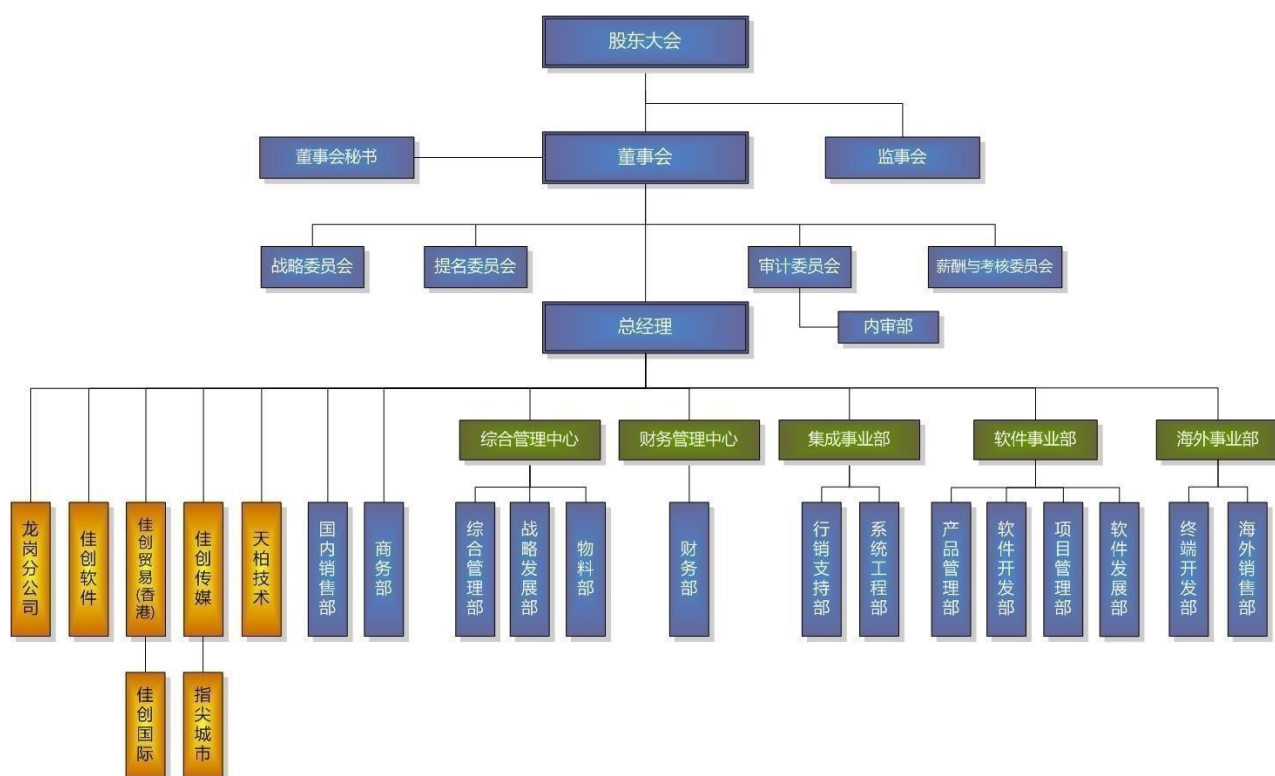 股东大会
董事会秘书
董事会
监事会
战略委员会
提名委员会
审计委员会
薪酬与考核委员会
总经理
内审部
综合管理中心
财务管理中心
集成事业部
软件事业部
海外事业部
龙岗分公司
佳创软件
佳创贸易(香港)
佳创传媒
天柏技术
国内销售部
商务部
综合管理部
战略发展部
物料部
财务部
行销支持部
系统工程部
产品管理部
软件开发部
项目管理部
软件发展部
终端开发部
海外销售部
佳创国际
指尖城市